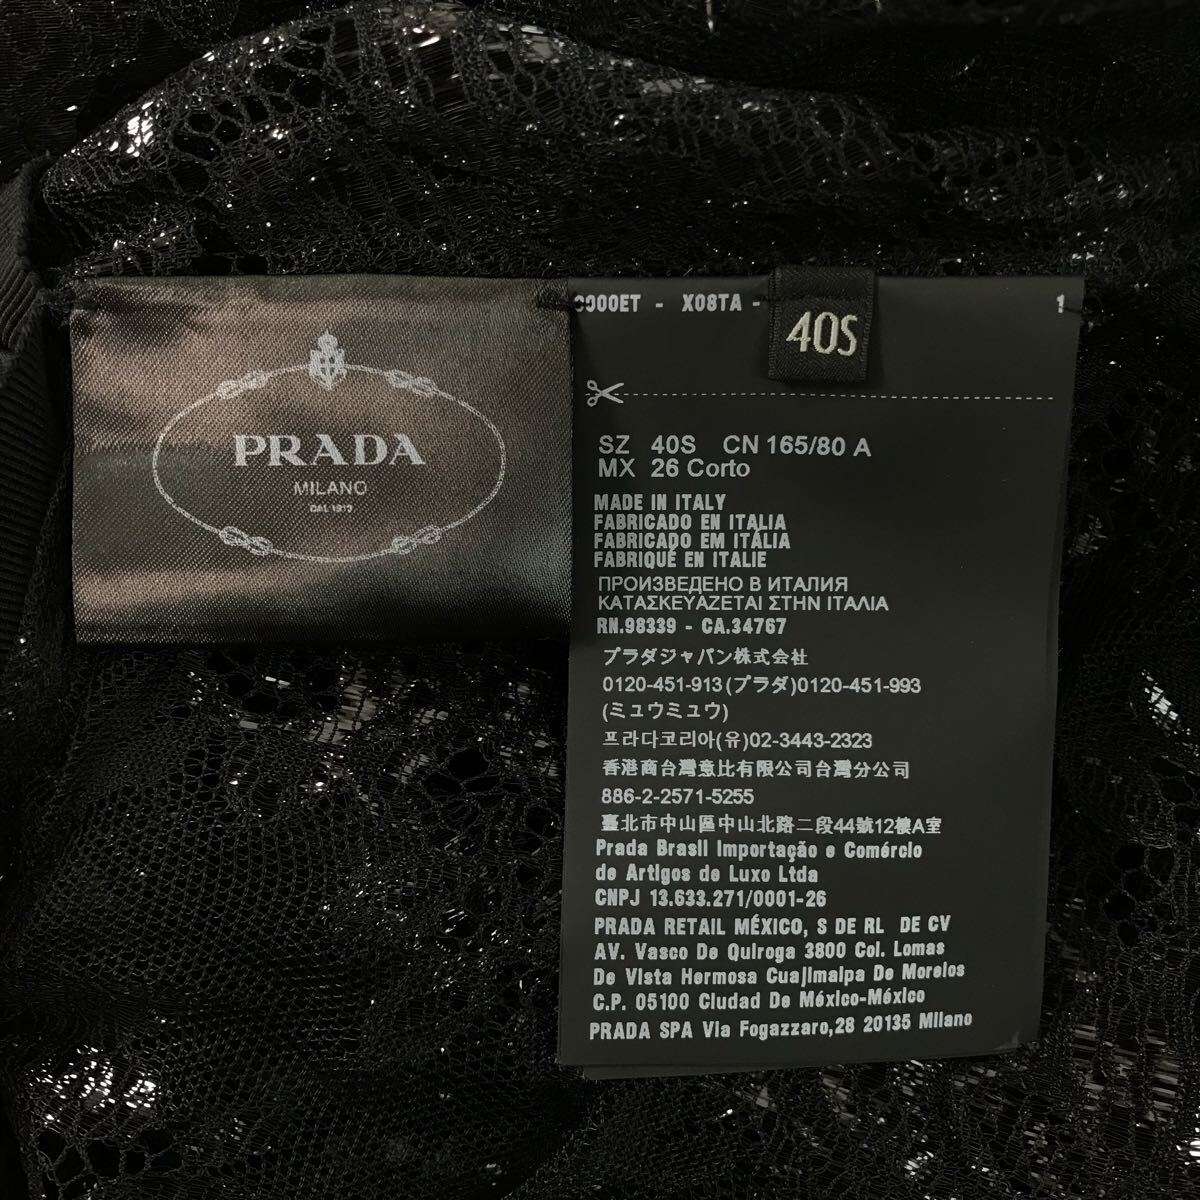 PRADA
MILANO
DAL 1913
000ET - X08TA - 1
40S
SZ 40S CN 165/80 A
MX 26 Corto
MADE IN ITALY
FABRICADO EN ITALIA
FABRICADO EM ITÁLIA
FABRIQUÉ EN ITALIE
ПРОИЗВЕДЕНО В ИТАЛИЯ
ΚΑΤΑΣΚΕΥΑΖΕΤΑΙ ΣΤΗΝ ΙΤΑΛΙΑ
RN.98339 - CA.34767
プラダジャパン株式会社
0120-451-913(プラダ)0120-451-993
(ミュウミュウ)
프라다코리아(유)02-3443-2323
香港商台灣意比有限公司台灣分公司
886-2-2571-5255
臺北市中山區中山北路二段44號12樓A室
Prada Brasil Importação e Comércio
de Artigos de Luxo Ltda
CNPJ 13.633.271/0001-26
PRADA RETAIL MÉXICO, S DE RL DE CV
AV. Vasco De Quiroga 3800 Col. Lomas
De Vista Hermosa Cuajimalpa De Morelos
C.P. 05100 Ciudad De México-México
PRADA SPA Via Fogazzaro,28 20135 Milano